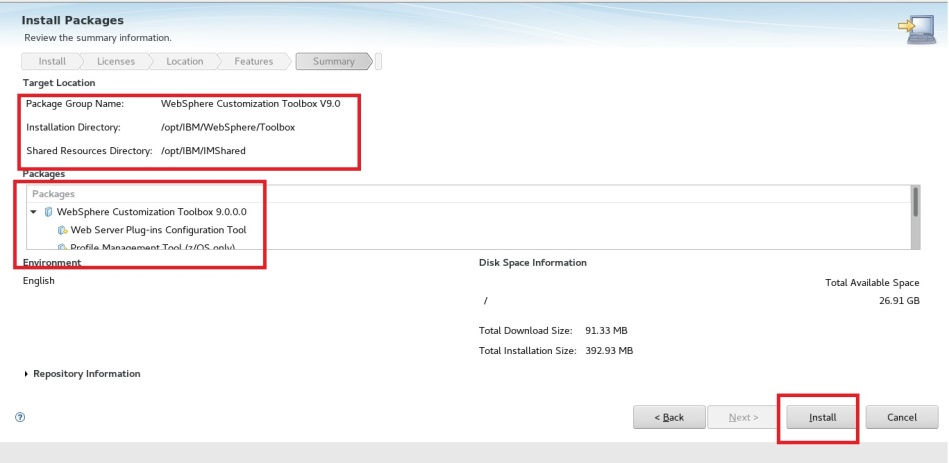 Install Packages
Review the summary information.
Install Licenses Location Features Summary
Target Location
Package Group Name: WebSphere Customization Toolbox V9.0
Installation Directory: /opt/IBM/WebSphere/Toolbox
Shared Resources Directory: /opt/IBM/IMShared
Packages
Packages
WebSphere Customization Toolbox 9.0.0.0
Web Server Plug-ins Configuration Tool
Profile Management Tool (z/OS only)
Environment
English
Disk Space Information
Total Available Space
/ 26.91 GB
Total Download Size: 91.33 MB
Total Installation Size: 392.93 MB
Repository Information
? < Back Next > Install Cancel